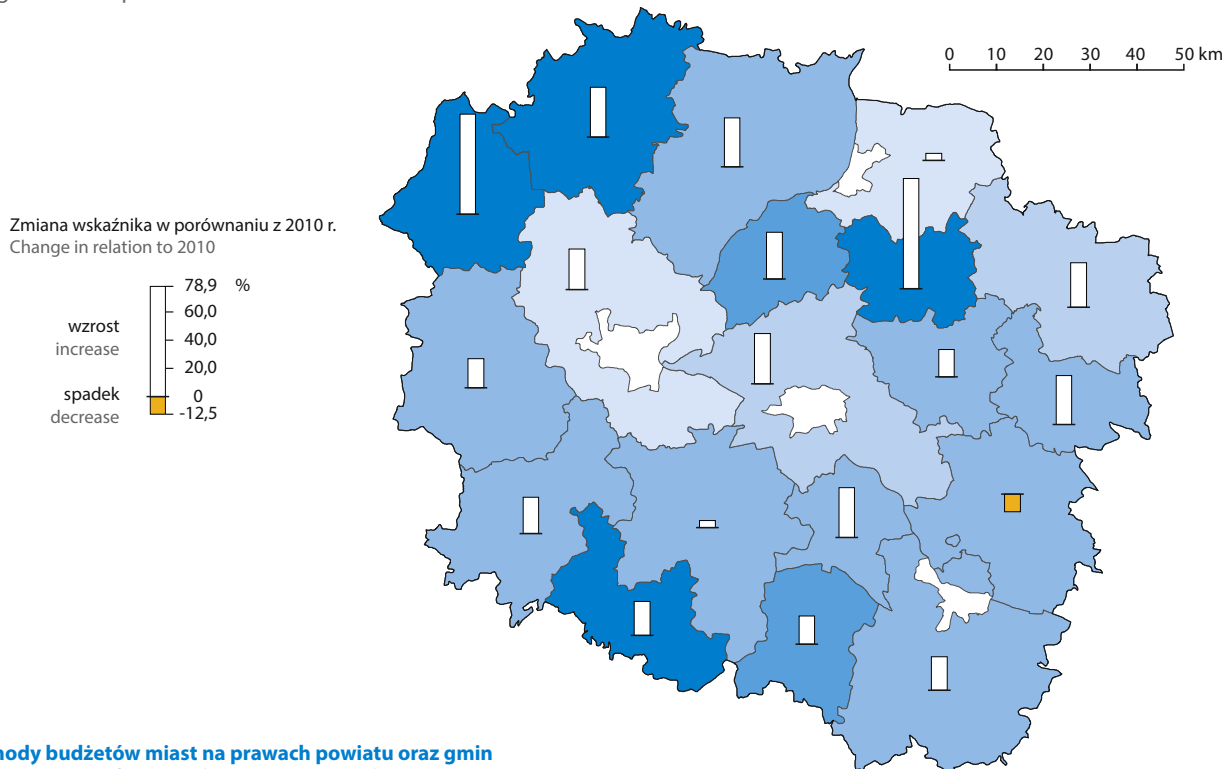 0 10 20 30 40 50 km
Zmiana wskaźnika w porównaniu z 2010 r.
Change in relation to 2010
78,9 %
60,0
wzrost
increase
40,0
20,0
spadek
decrease
0
-12,5
budżetów miast na prawach powiatu oraz gmin